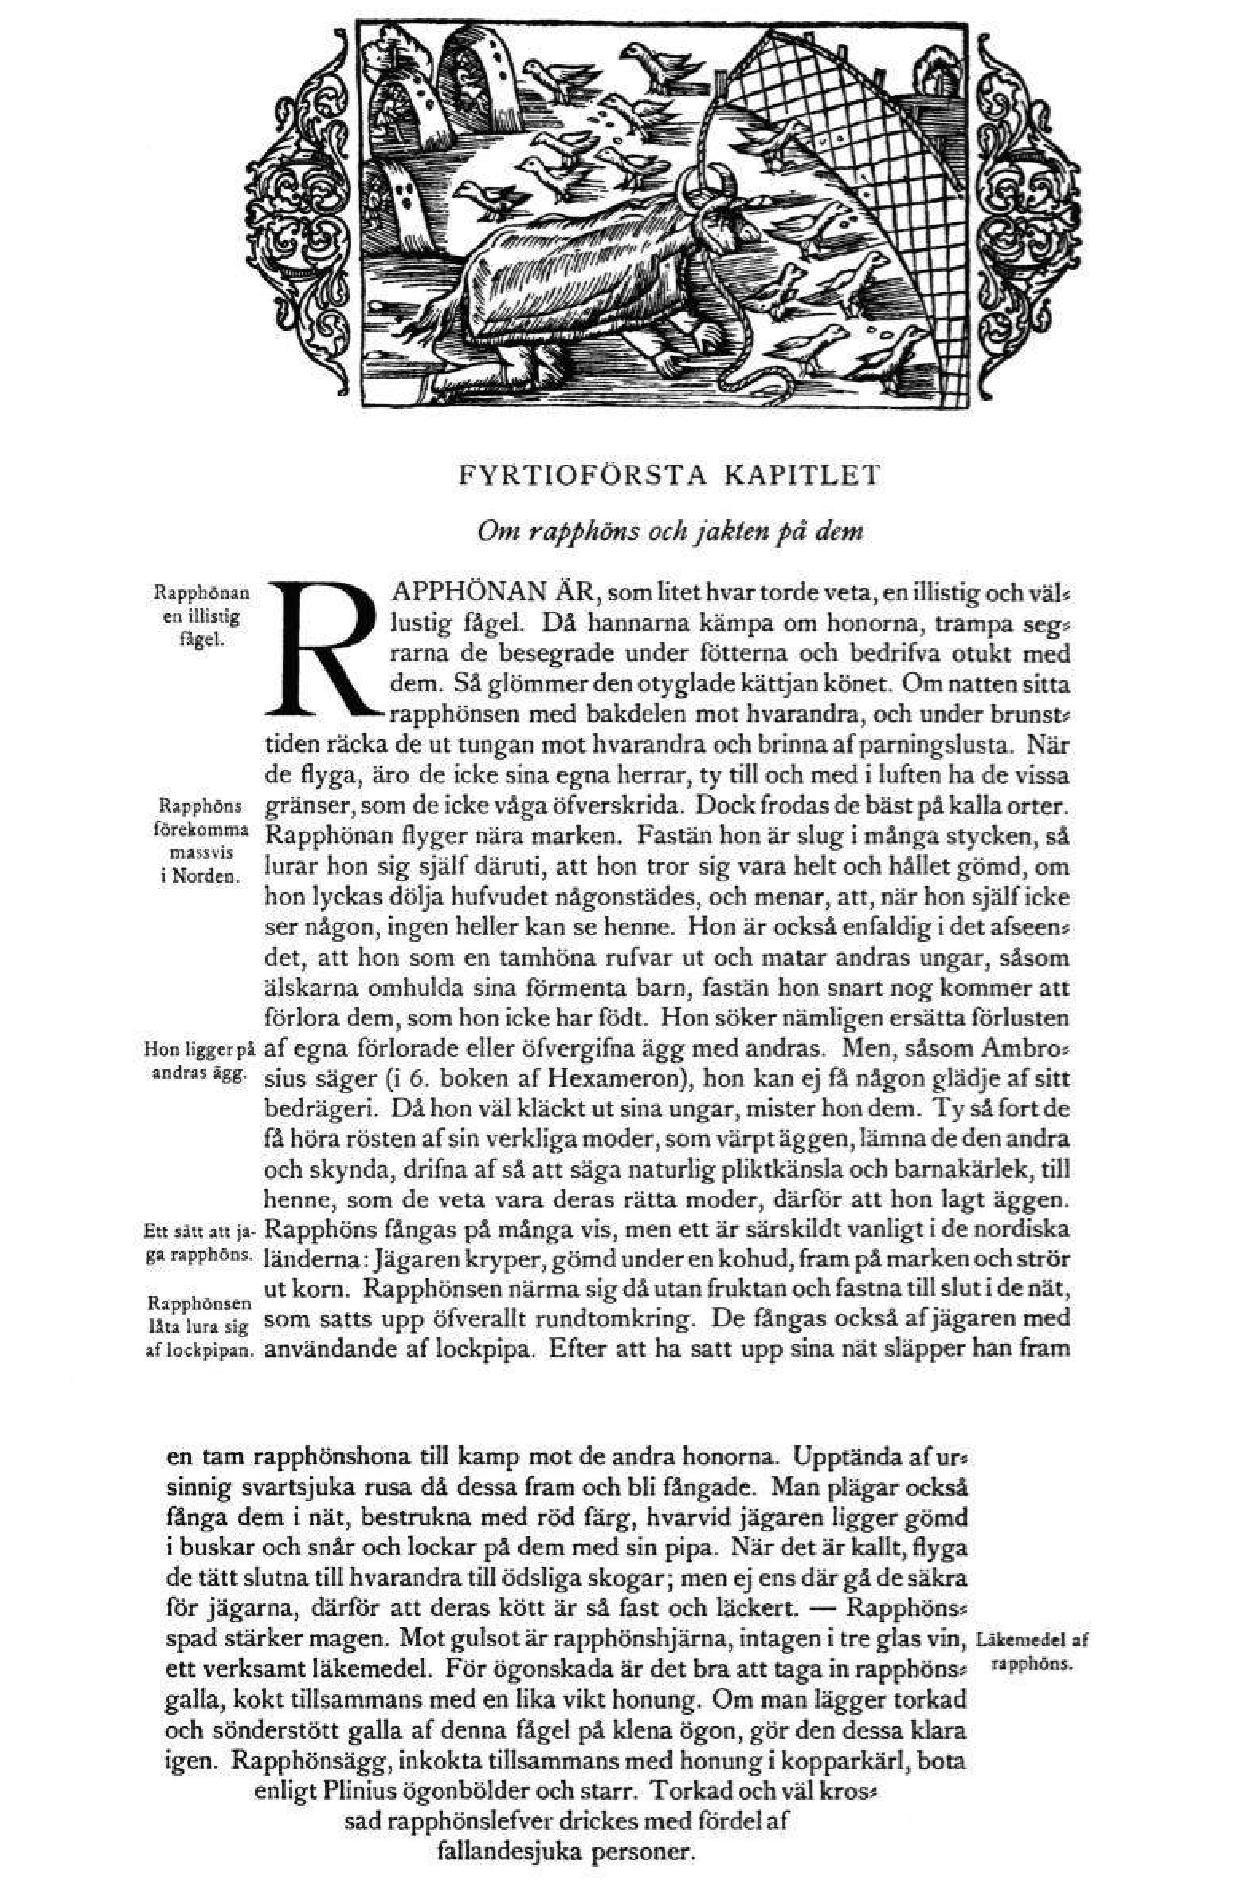 FYRTIOFÖRSTA KAPITLET
Om rapphöns och jakten på dem
Rapphönan
en illistig
fågel.
RAPPHÖNAN ÄR, som litet hvar torde veta, en illistig och väl-
lustig fågel. Då hannarna kämpa om honorna, trampa seg-
rarna de besegrade under fötterna och bedrifva otukt med
dem. Så glömmer den otyglade kättjan könet. Om natten sitta
rapphönsen med bakdelen mot hvarandra, och under brunst-
tiden räcka de ut tungan mot hvarandra och brinna af parningslusta. När
de flyga, äro de icke sina egna herrar, ty till och med i luften ha de vissa
Rapphöns
förekomma
massvis
i Norden.
gränser, som de icke våga öfverskrida. Dock frodas de bäst på kalla orter.
Rapphönan flyger nära marken. Fastän hon är slug i många stycken, så
lurar hon sig själf däruti, att hon tror sig vara helt och hållet gömd, om
hon lyckas dölja hufvudet någonstädes, och menar, att, när hon själf icke
ser någon, ingen heller kan se henne. Hon är också enfaldig i det afseen-
det, att hon som en tamhöna rufvar ut och matar andras ungar, såsom
älskarna omhulda sina förmenta barn, fastän hon snart nog kommer att
förlora dem, som hon icke har födt. Hon söker nämligen ersätta förlusten
Hon ligger på
andras ägg.
af egna förlorade eller öfvergifna ägg med andras. Men, såsom Ambro-
sius säger (i 6. boken af Hexameron), hon kan ej få någon glädje af sitt
bedrägeri. Då hon väl kläckt ut sina ungar, mister hon dem. Ty så fort de
få höra rösten af sin verkliga moder, som värpt äggen, lämna de den andra
och skynda, drifna af så att säga naturlig pliktkänsla och barnakärlek, till
henne, som de veta vara deras rätta moder, därför att hon lagt äggen.
Ett sätt att ja-
ga rapphöns.
Rapphöns fångas på många vis, men ett är särskildt vanligt i de nordiska
länderna: Jägaren kryper, gömd under en kohud, fram på marken och strör
ut korn. Rapphönsen närma sig då utan fruktan och fastna till slut i de nät,
Rapphönsen
låta lura sig
af lockpipan.
som satts upp öfverallt rundtomkring. De fångas också af jägaren med
användande af lockpipa. Efter att ha satt upp sina nät släpper han fram
en tam rapphönshona till kamp mot de andra honorna. Upptända af ur-
sinnig svartsjuka rusa då dessa fram och bli fångade. Man plägar också
fånga dem i nät, bestrukna med röd färg, hvarvid jägaren ligger gömd
i buskar och snår och lockar på dem med sin pipa. När det är kallt, flyga
de tätt slutna till hvarandra till ödsliga skogar; men ej ens där gå de säkra
för jägarna, därför att deras kött är så fast och läckert. — Rapphöns-
spad stärker magen. Mot gulsot är rapphönshjärna, intagen i tre glas vin,
ett verksamt läkemedel. För ögonskada är det bra att taga in rapphöns-
Läkemedel af
rapphöns.
galla, kokt tillsammans med en lika vikt honung. Om man lägger torkad
och sönderstött galla af denna fågel på klena ögon, gör den dessa klara
igen. Rapphönsägg, inkokta tillsammans med honung i kopparkärl, bota
enligt Plinius ögonbölder och starr. Torkad och väl kros-
sad rapphönslefver drickes med fördel af
fallandesjuka personer.